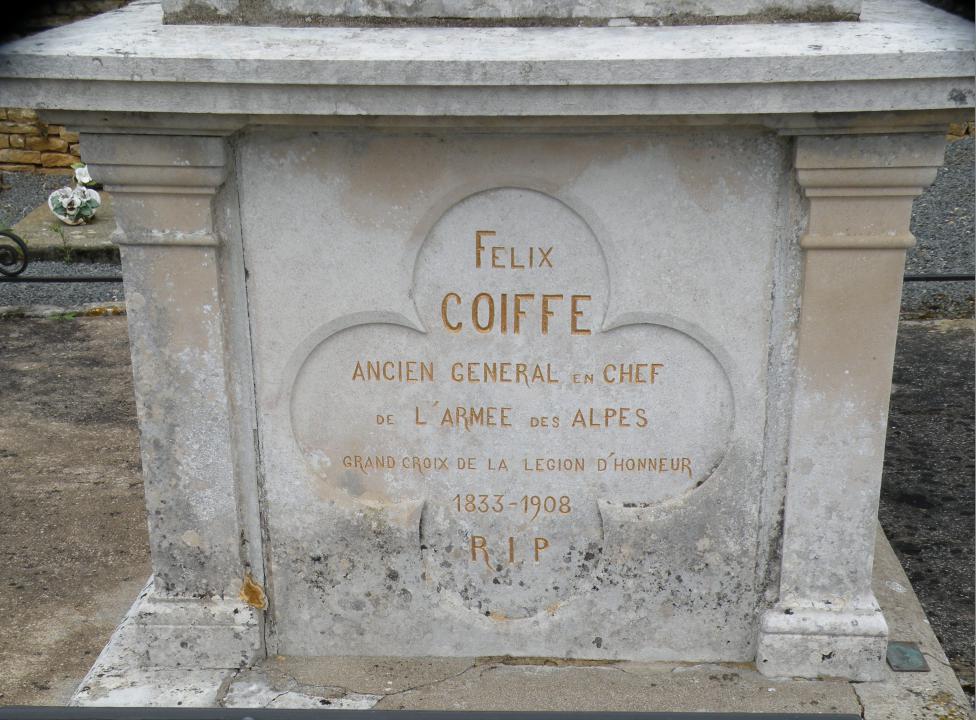 FELIX
COIFFE
ANCIEN GENERAL EN CHEF
DE L'ARMEE DES ALPES
GRAND CROIX DE LA LEGION D'HONNEUR
1833-1908
R I P